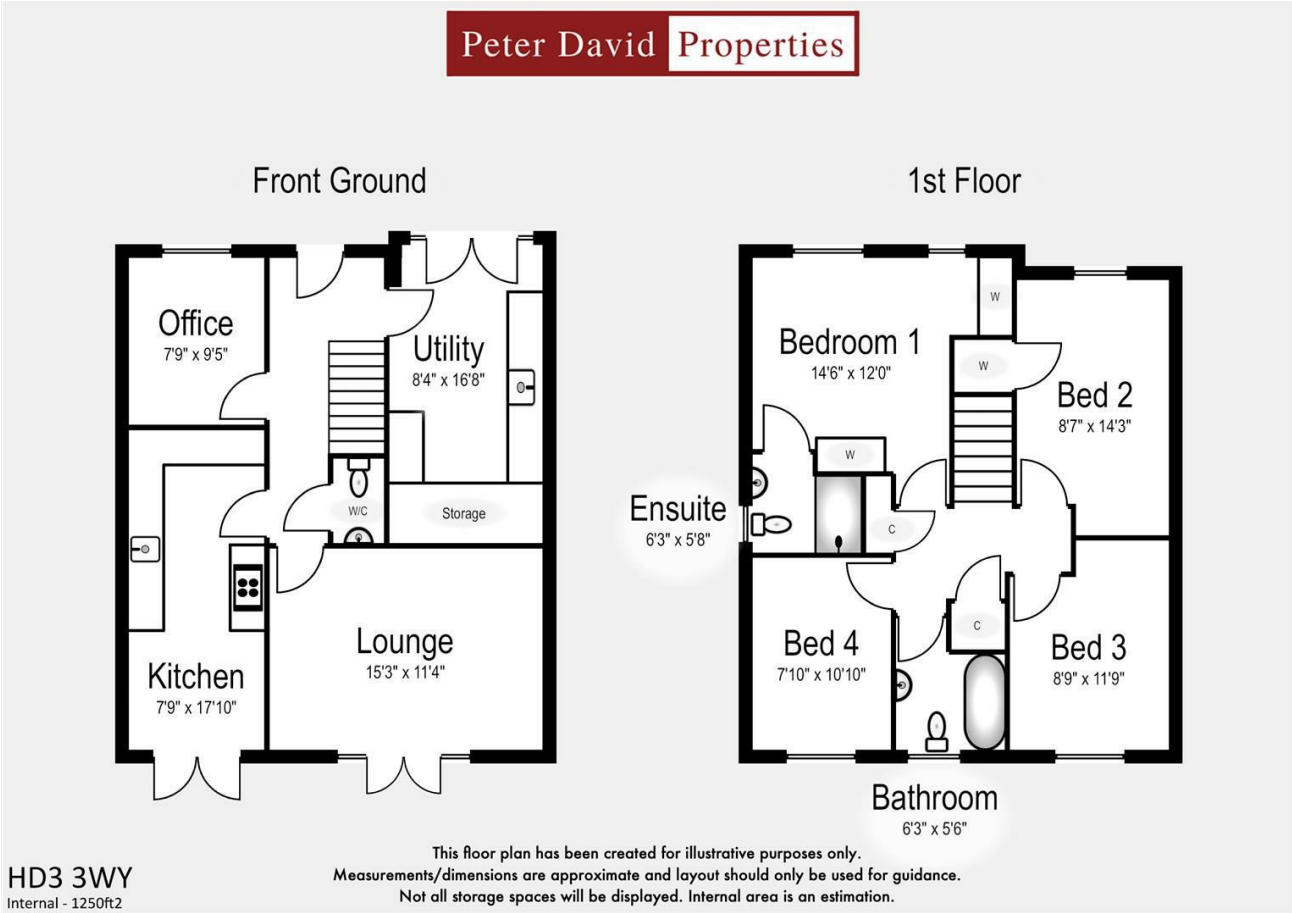 Peter David Properties
Front Ground
1st Floor
Office
7'9" x 9'5"
Utility
8'4" x 16'8"
W/C
Storage
Lounge
15'3" x 11'4"
Kitchen
7'9" x 17'10"
W
Bedroom 1
14'6" x 12'0"
W
Bed 2
8'7" x 14'3"
W
Ensuite
6'3" x 5'8"
C
C
Bed 4
7'10" x 10'10"
Bed 3
8'9" x 11'9"
Bathroom
6'3" x 5'6"
This floor plan has been created for illustrative purposes only.
Measurements/dimensions are approximate and layout should only be used for guidance.
Not all storage spaces will be displayed. Internal area is an estimation.
HD3 3WY
Internal - 1250ft2